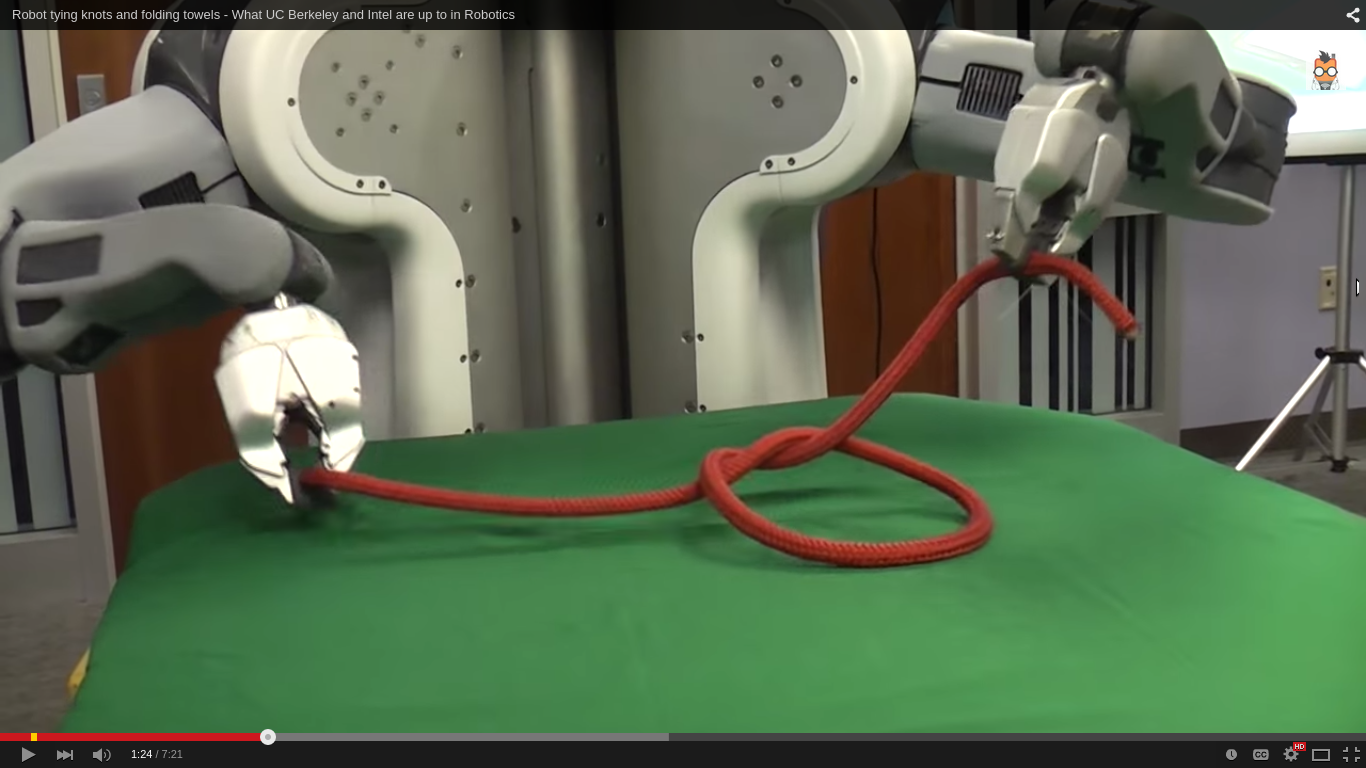 Robot tying knots and folding towels - What UC Berkeley and Intel are up to in Robotics
1:24 / 7:21
CC
HD